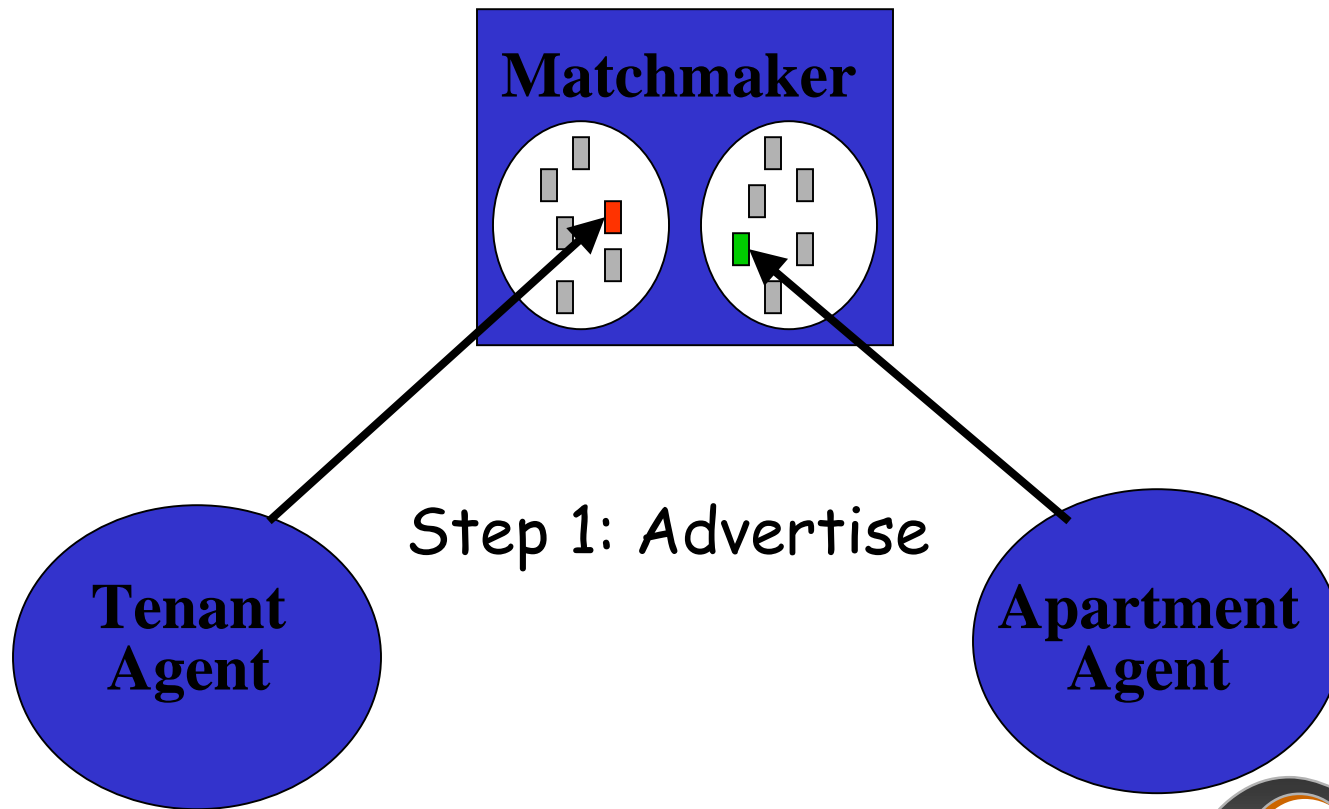 Matchmaker
Step 1: Advertise
Tenant
Agent
Apartment
Agent